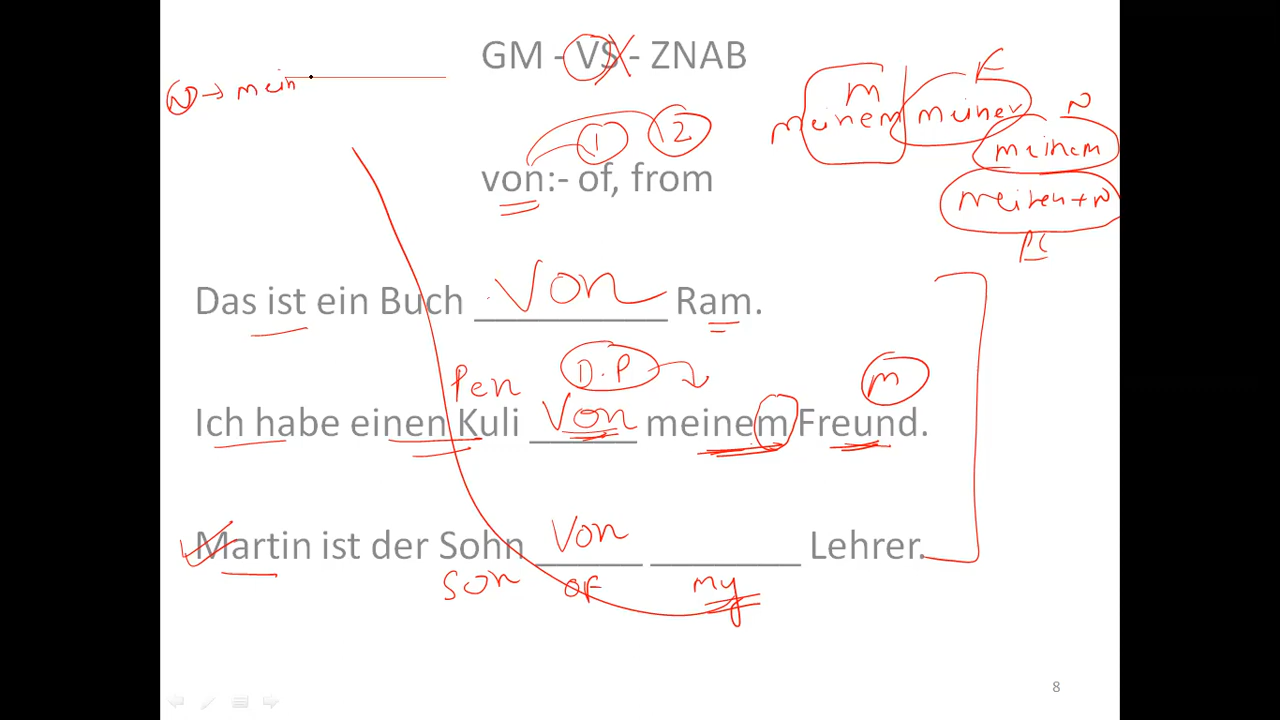 GM - VS - ZNAB
N → mein
m
F
meinem
meiner
N
meinem
meinen + n
Pl
1 2
von:- of, from
Das ist ein Buch von Ram.
Pen D.P m
Ich habe einen Kuli von meinem Freund.
Martin ist der Sohn von ________ Lehrer.
son of my
8